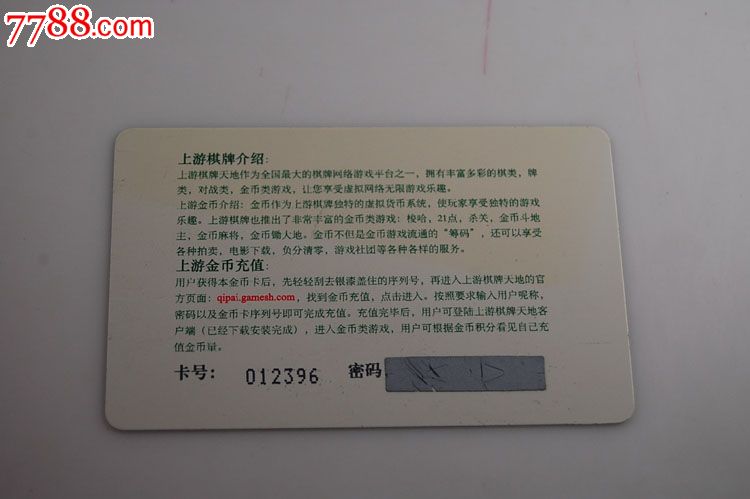 7788.com
上游棋牌介绍:
上游棋牌天地作为全国最大的棋牌网络游戏平台之一，拥有丰富多彩的棋类，牌
类，对战类，金币类游戏，让您享受虚拟网络无限游戏乐趣。
上游金币介绍: 金币作为上游棋牌独特的虚拟货币系统，使玩家享受独特的游戏
乐趣。上游棋牌也推出了非常丰富的金币类游戏: 梭哈，21点，杀关，金币斗地
主，金币麻将，金币锄大地。金币不但是金币游戏流通的“筹码”，还可以享受
各种拍卖，电影下载，负分清零，游戏社团等各种各样的服务。
上游金币充值:
用户获得本金币卡后，先轻轻刮去银漆盖住的序列号，再进入上游棋牌天地的官
方页面: qipai.gamesh.com，找到金币充值，点击进入。按照要求输入用户昵称，
密码以及金币卡序列号即可完成充值。充值完毕后，用户可登陆上游棋牌天地客
户端（已经下载安装完成），进入金币类游戏，用户可根据金币积分看见自己充
值金币量。
卡号: 012396 密码